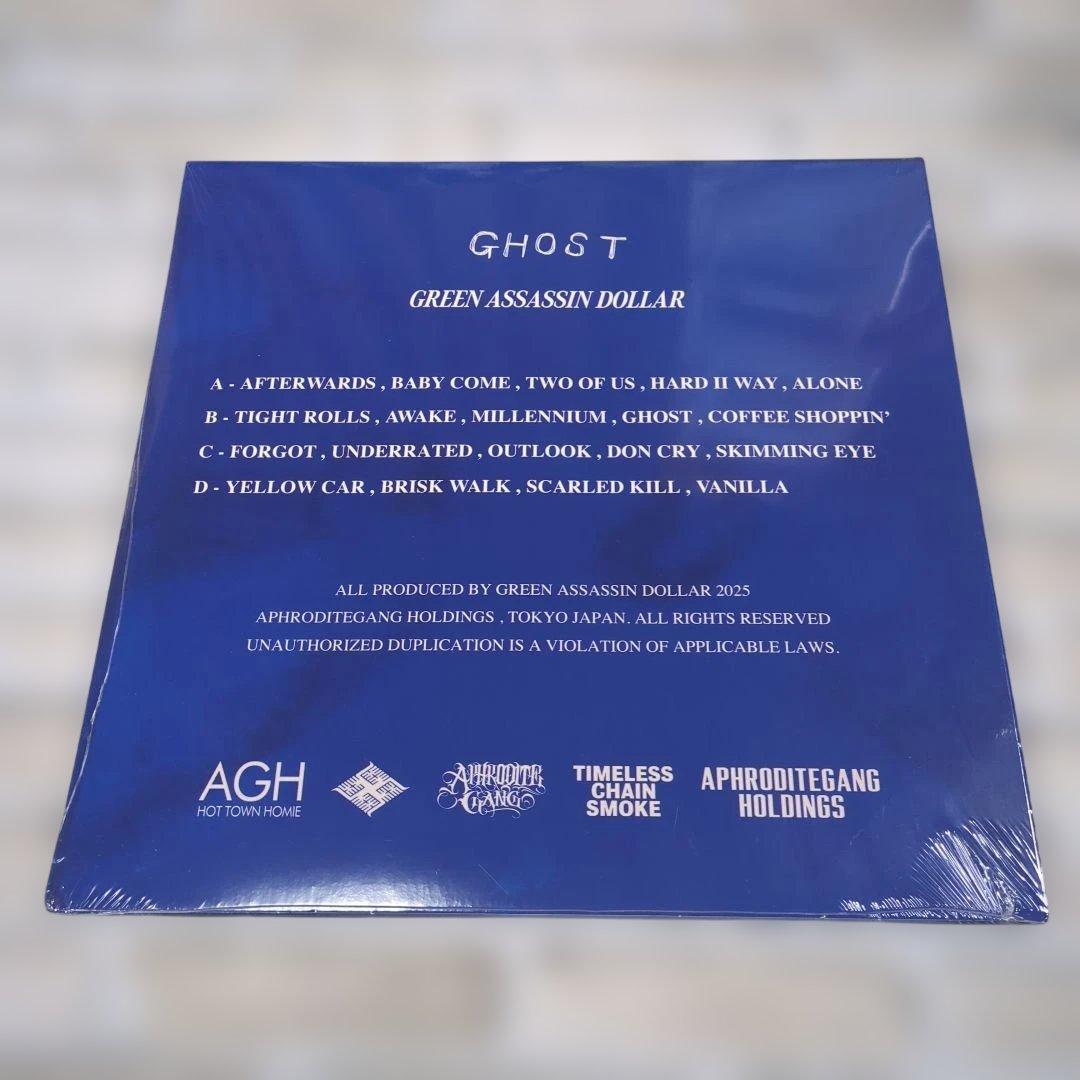 GHOST
GREEN ASSASSIN DOLLAR
A - AFTERWARDS , BABY COME , TWO OF US , HARD II WAY , ALONE
B - TIGHT ROLLS , AWAKE , MILLENNIUM , GHOST , COFFEE SHOPPIN’
C - FORGOT , UNDERRATED , OUTLOOK , DON CRY , SKIMMING EYE
D - YELLOW CAR , BRISK WALK , SCARLED KILL , VANILLA
ALL PRODUCED BY GREEN ASSASSIN DOLLAR 2025
APHRODITEGANG HOLDINGS , TOKYO JAPAN. ALL RIGHTS RESERVED
UNAUTHORIZED DUPLICATION IS A VIOLATION OF APPLICABLE LAWS.
AGH
HOT TOWN HOMIE
APHRODITE
GANG
TIMELESS
CHAIN
SMOKE
APHRODITEGANG
HOLDINGS